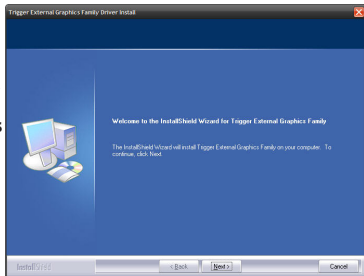 Trigger External Graphics Family Driver Install
s
Welcome to the InstallShield Wizard for Trigger External Graphics Family
The InstallShield Wizard will install Trigger External Graphics Family on your computer. To
continue, click Next.
InstallShield
< Back
Next >
Cancel